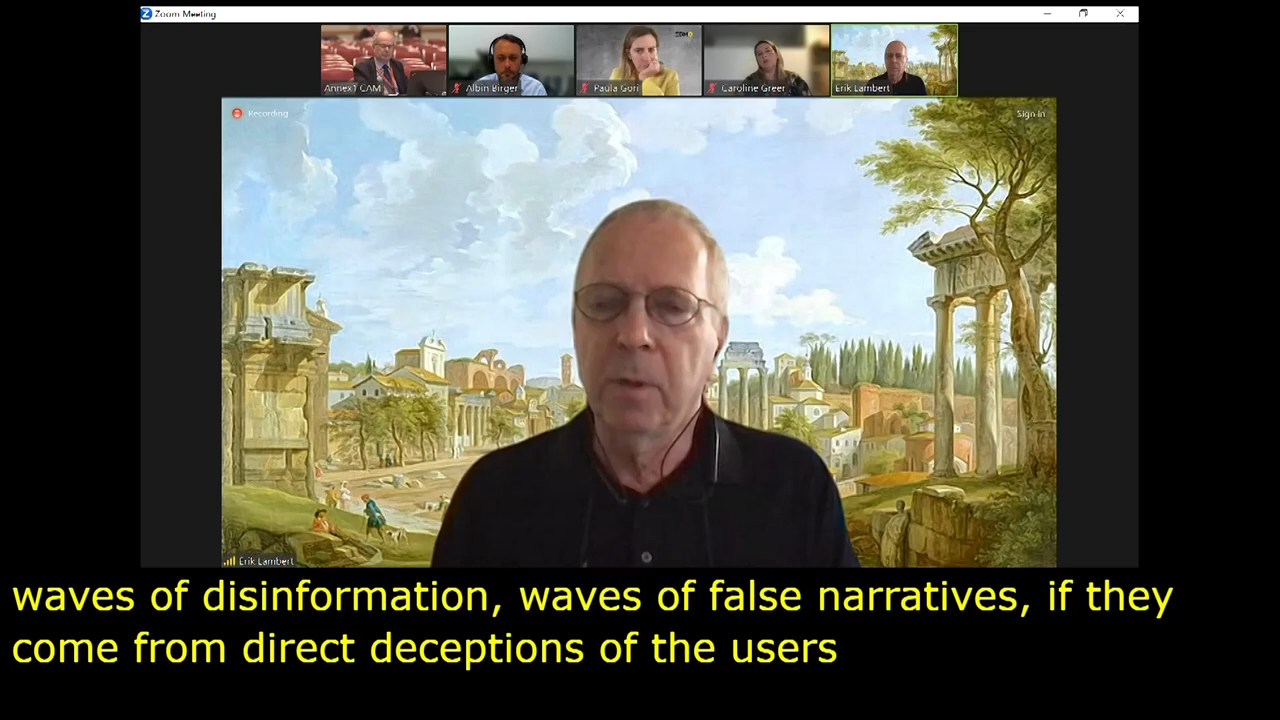 Zoom Meeting
AnnexT CAM
Albin Birger
Paula Gori
Caroline Greer
Erik Lambert
Recording
Sign in
Erik Lambert
waves of disinformation, waves of false narratives, if they
come from direct deceptions of the users